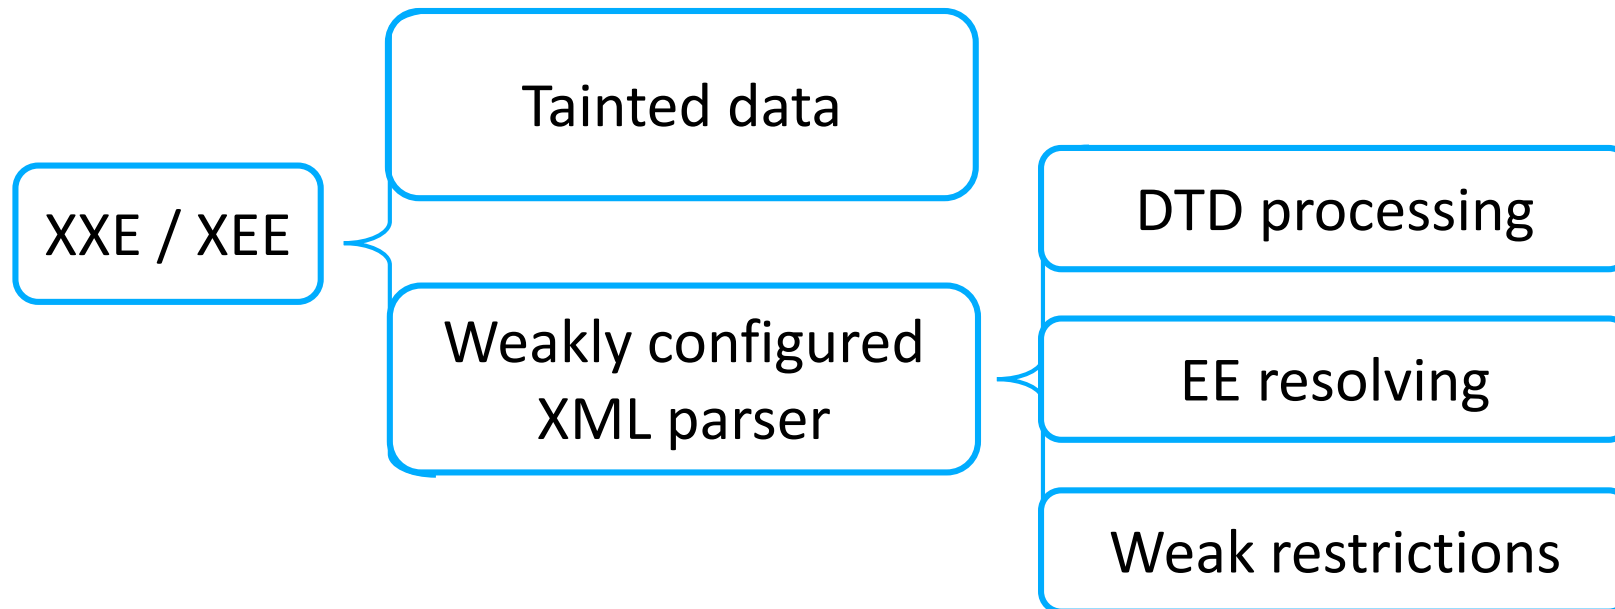 XXE / XEE
Tainted data
Weakly configured
XML parser
DTD processing
EE resolving
Weak restrictions